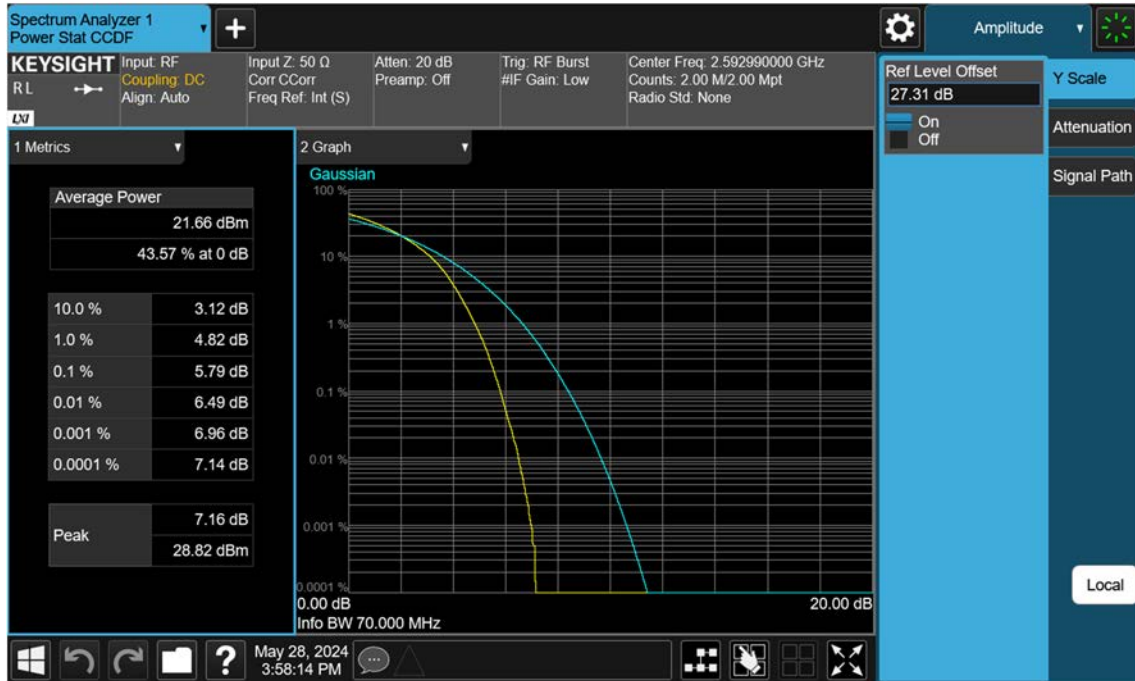 Spectrum Analyzer 1
Power Stat CCDF
Amplitude
KEYSIGHT
RL
LXI
Input: RF
Coupling: DC
Align: Auto
Input Z: 50 Ω
Corr CCorr
Freq Ref: Int (S)
Atten: 20 dB
Preamp: Off
Trig: RF Burst
#IF Gain: Low
Center Freq: 2.592990000 GHz
Counts: 2.00 M/2.00 Mpt
Radio Std: None
Ref Level Offset
27.31 dB
On
Off
Y Scale
Attenuation
Signal Path
Local
1 Metrics
Average Power
21.66 dBm
43.57 % at 0 dB
10.0 % 3.12 dB
1.0 % 4.82 dB
0.1 % 5.79 dB
0.01 % 6.49 dB
0.001 % 6.96 dB
0.0001 % 7.14 dB
Peak
7.16 dB
28.82 dBm
2 Graph
Gaussian
100 %
10 %
1 %
0.1 %
0.01 %
0.001 %
0.0001 %
0.00 dB 20.00 dB
Info BW 70.000 MHz
?
May 28, 2024
3:58:14 PM